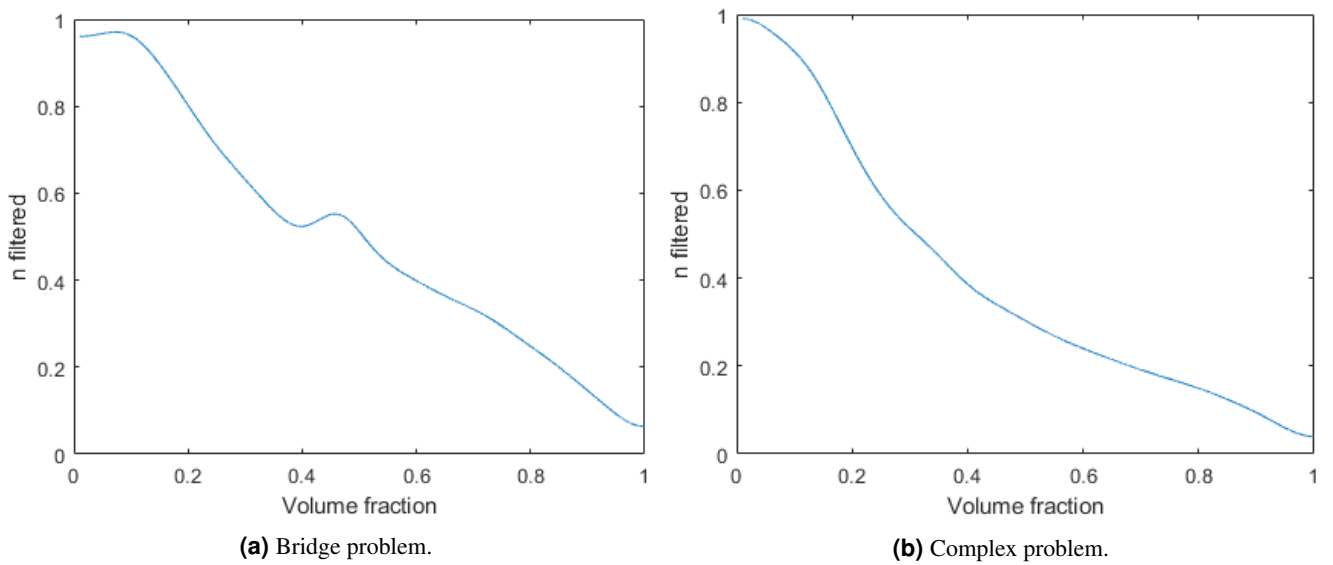 1
0.8
0.6
0.4
0.2
0
n filtered
0 0.2 0.4 0.6 0.8 1
Volume fraction
(a) Bridge problem.
1
0.8
0.6
0.4
0.2
0
n filtered
0 0.2 0.4 0.6 0.8 1
Volume fraction
(b) Complex problem.